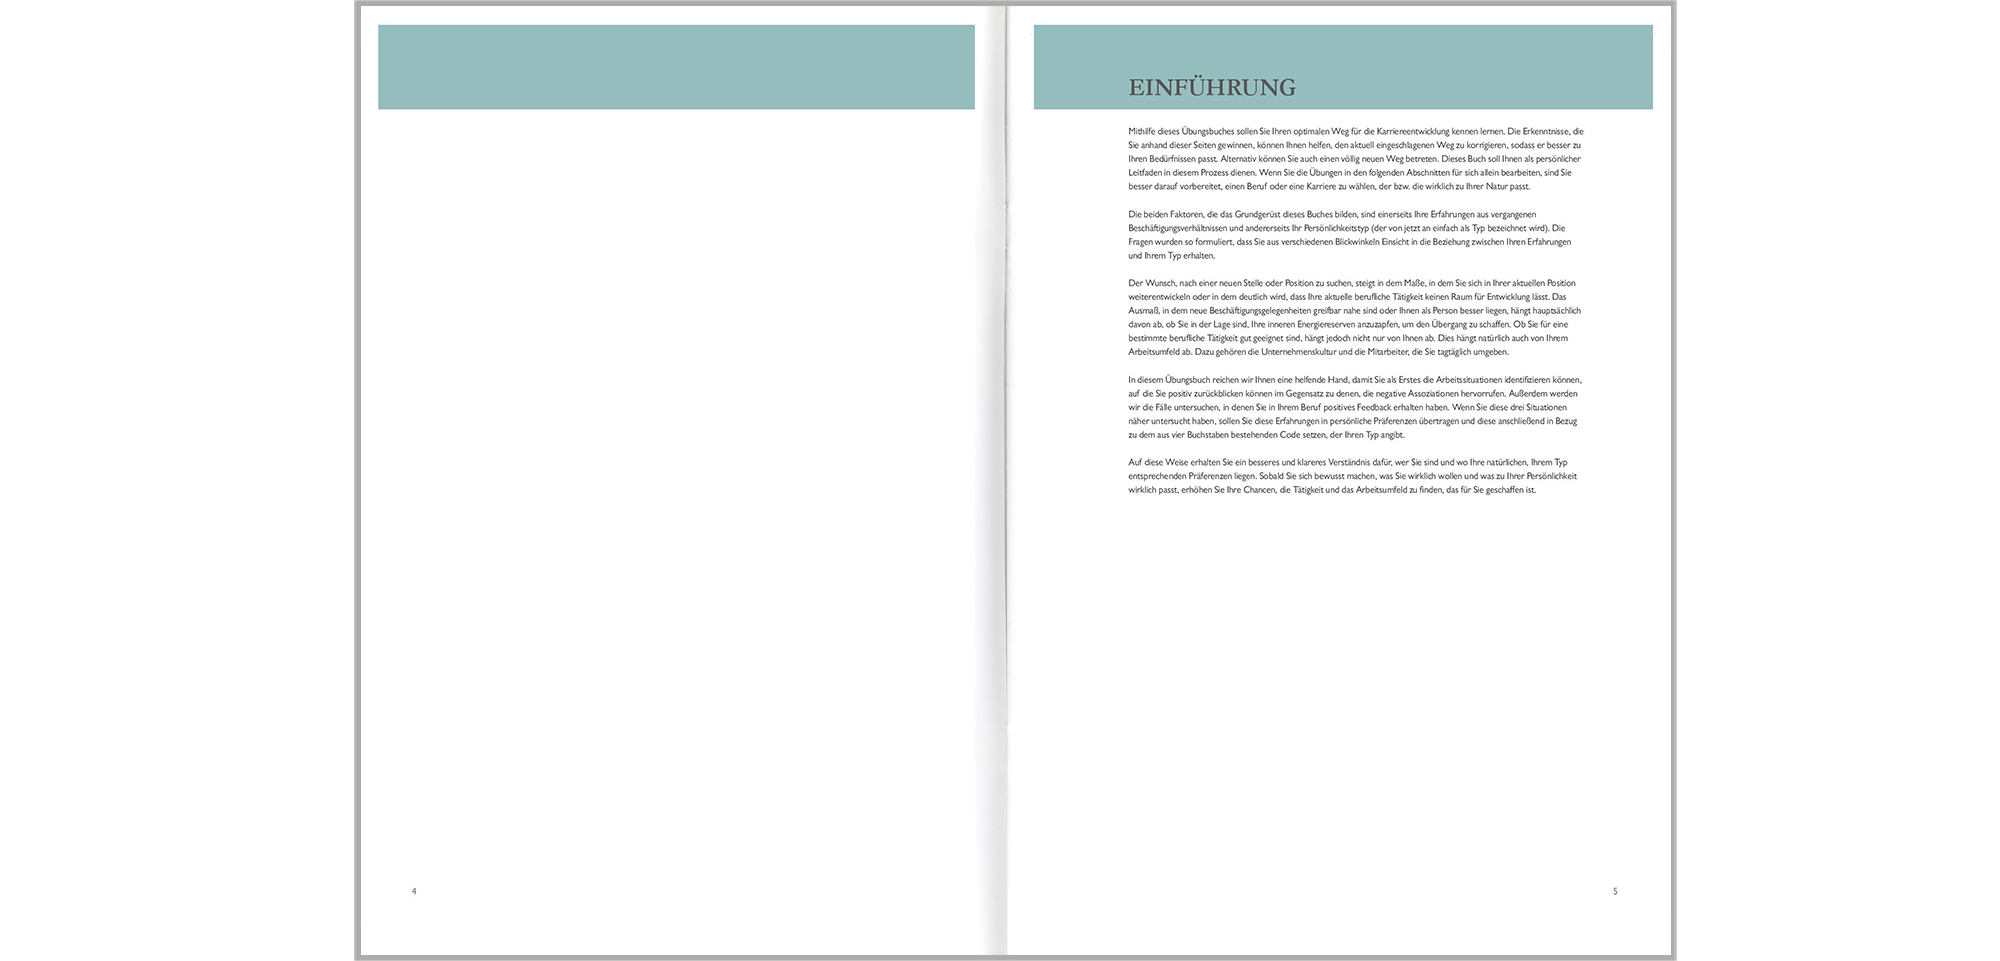 EINFÜHRUNG
Mithilfe dieses Übungsbuches sollen Sie Ihren optimalen Weg für die Karriereentwicklung kennen lernen. Die Erkenntnisse, die
Sie anhand dieser Seiten gewinnen, können Ihnen helfen, den aktuell eingeschlagenen Weg zu korrigieren, sodass er besser zu
Ihren Bedürfnissen passt. Alternativ können Sie auch einen völlig neuen Weg betreten. Dieses Buch soll Ihnen als persönlicher
Leitfaden in diesem Prozess dienen. Wenn Sie die Übungen in den folgenden Abschnitten für sich allein bearbeiten, sind Sie
besser darauf vorbereitet, einen Beruf oder eine Karriere zu wählen, der bzw. die wirklich zu Ihrer Natur passt.
Die beiden Faktoren, die das Grundgerüst dieses Buches bilden, sind einerseits Ihre Erfahrungen aus vergangenen
Beschäftigungsverhältnissen und andererseits Ihr Persönlichkeitstyp (der von jetzt an einfach als Typ bezeichnet wird). Die
Fragen wurden so formuliert, dass Sie aus verschiedenen Blickwinkeln Einsicht in die Beziehung zwischen Ihren Erfahrungen
und Ihrem Typ erhalten.
Der Wunsch, nach einer neuen Stelle oder Position zu suchen, steigt in dem Maße, in dem Sie sich in Ihrer aktuellen Position
weiterentwickeln oder in dem deutlich wird, dass Ihre aktuelle berufliche Tätigkeit keinen Raum für Entwicklung lässt. Das
Ausmaß, in dem neue Beschäftigungsgelegenheiten greifbar nahe sind oder Ihnen als Person besser liegen, hängt hauptsächlich
davon ab, ob Sie in der Lage sind, Ihre inneren Energiereserven anzuzapfen, um den Übergang zu schaffen. Ob Sie für eine
bestimmte berufliche Tätigkeit gut geeignet sind, hängt jedoch nicht nur von Ihnen ab. Dies hängt natürlich auch von Ihrem
Arbeitsumfeld ab. Dazu gehören die Unternehmenskultur und die Mitarbeiter, die Sie tagtäglich umgeben.
In diesem Übungsbuch reichen wir Ihnen eine helfende Hand, damit Sie als Erstes die Arbeitssituationen identifizieren können,
auf die Sie positiv zurückblicken können im Gegensatz zu denen, die negative Assoziationen hervorrufen. Außerdem werden
wir die Fälle untersuchen, in denen Sie in Ihrem Beruf positives Feedback erhalten haben. Wenn Sie diese drei Situationen
näher untersucht haben, sollen Sie diese Erfahrungen in persönliche Präferenzen übertragen und diese anschließend in Bezug
zu dem aus vier Buchstaben bestehenden Code setzen, der Ihren Typ angibt.
Auf diese Weise erhalten Sie ein besseres und klareres Verständnis dafür, wer Sie sind und wo Ihre natürlichen, Ihrem Typ
entsprechenden Präferenzen liegen. Sobald Sie sich bewusst machen, was Sie wirklich wollen und was zu Ihrer Persönlichkeit
wirklich passt, erhöhen Sie Ihre Chancen, die Tätigkeit und das Arbeitsumfeld zu finden, das für Sie geschaffen ist.
4
5